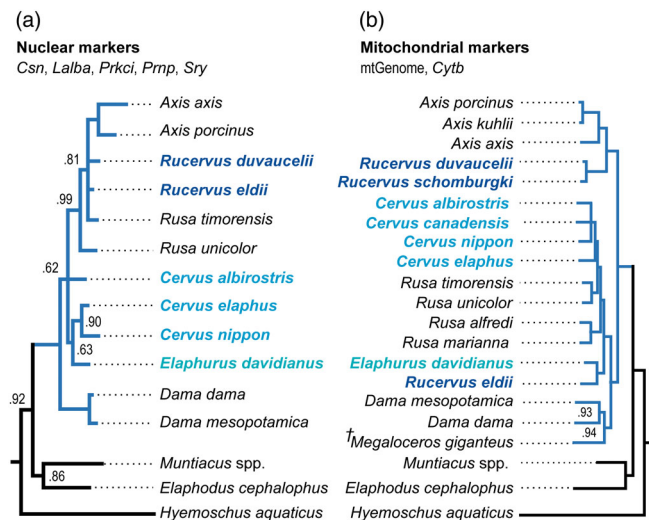 (a)
Nuclear markers
Csn, Lalba, Prkci, Prnp, Sry
Axis axis
Axis porcinus
.81
Rucervus duvaucelii
Rucervus eldii
.99
Rusa timorensis
Rusa unicolor
.62
Cervus albirostris
Cervus elaphus
.90
Cervus nippon
.63
Elaphurus davidianus
Dama dama
.92
Dama mesopotamica
Muntiacus spp.
.86
Elaphodus cephalophus
Hyemoschus aquaticus
(b)
Mitochondrial markers
mtGenome, Cytb
Axis porcinus
Axis kuhlii
Axis axis
Rucervus duvaucelii
Rucervus schomburgki
Cervus albirostris
Cervus canadensis
Cervus nippon
Cervus elaphus
Rusa timorensis
Rusa unicolor
Rusa alfredi
Rusa marianna
Elaphurus davidianus
Rucervus eldii
Dama mesopotamica
.93
Dama dama
.94
†Megaloceros giganteus
Muntiacus spp.
Elaphodus cephalophus
Hyemoschus aquaticus